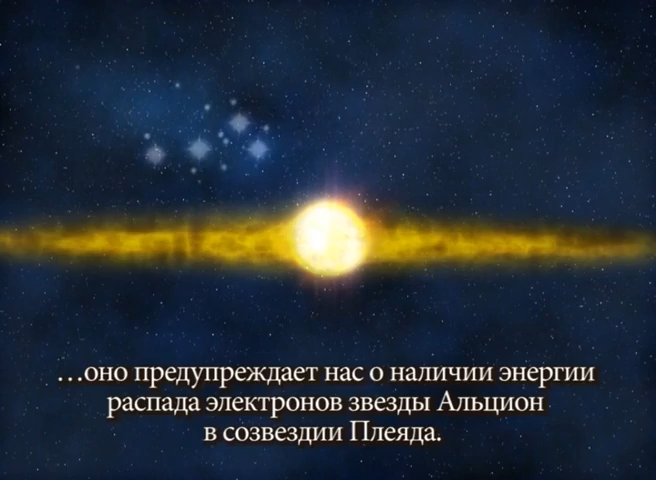 …оно предупреждает нас о наличии энергии
распада электронов звезды Альцион
в созвездии Плеяда.